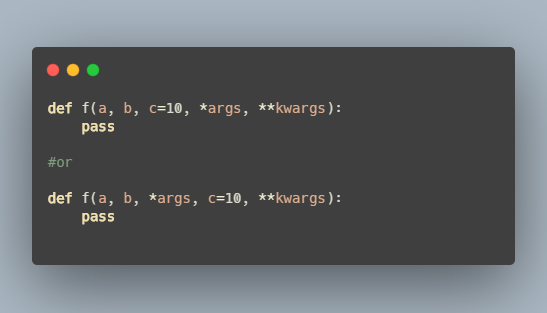 def f(a, b, c=10, *args, **kwargs):
    pass
#or
def f(a, b, *args, c=10, **kwargs):
    pass